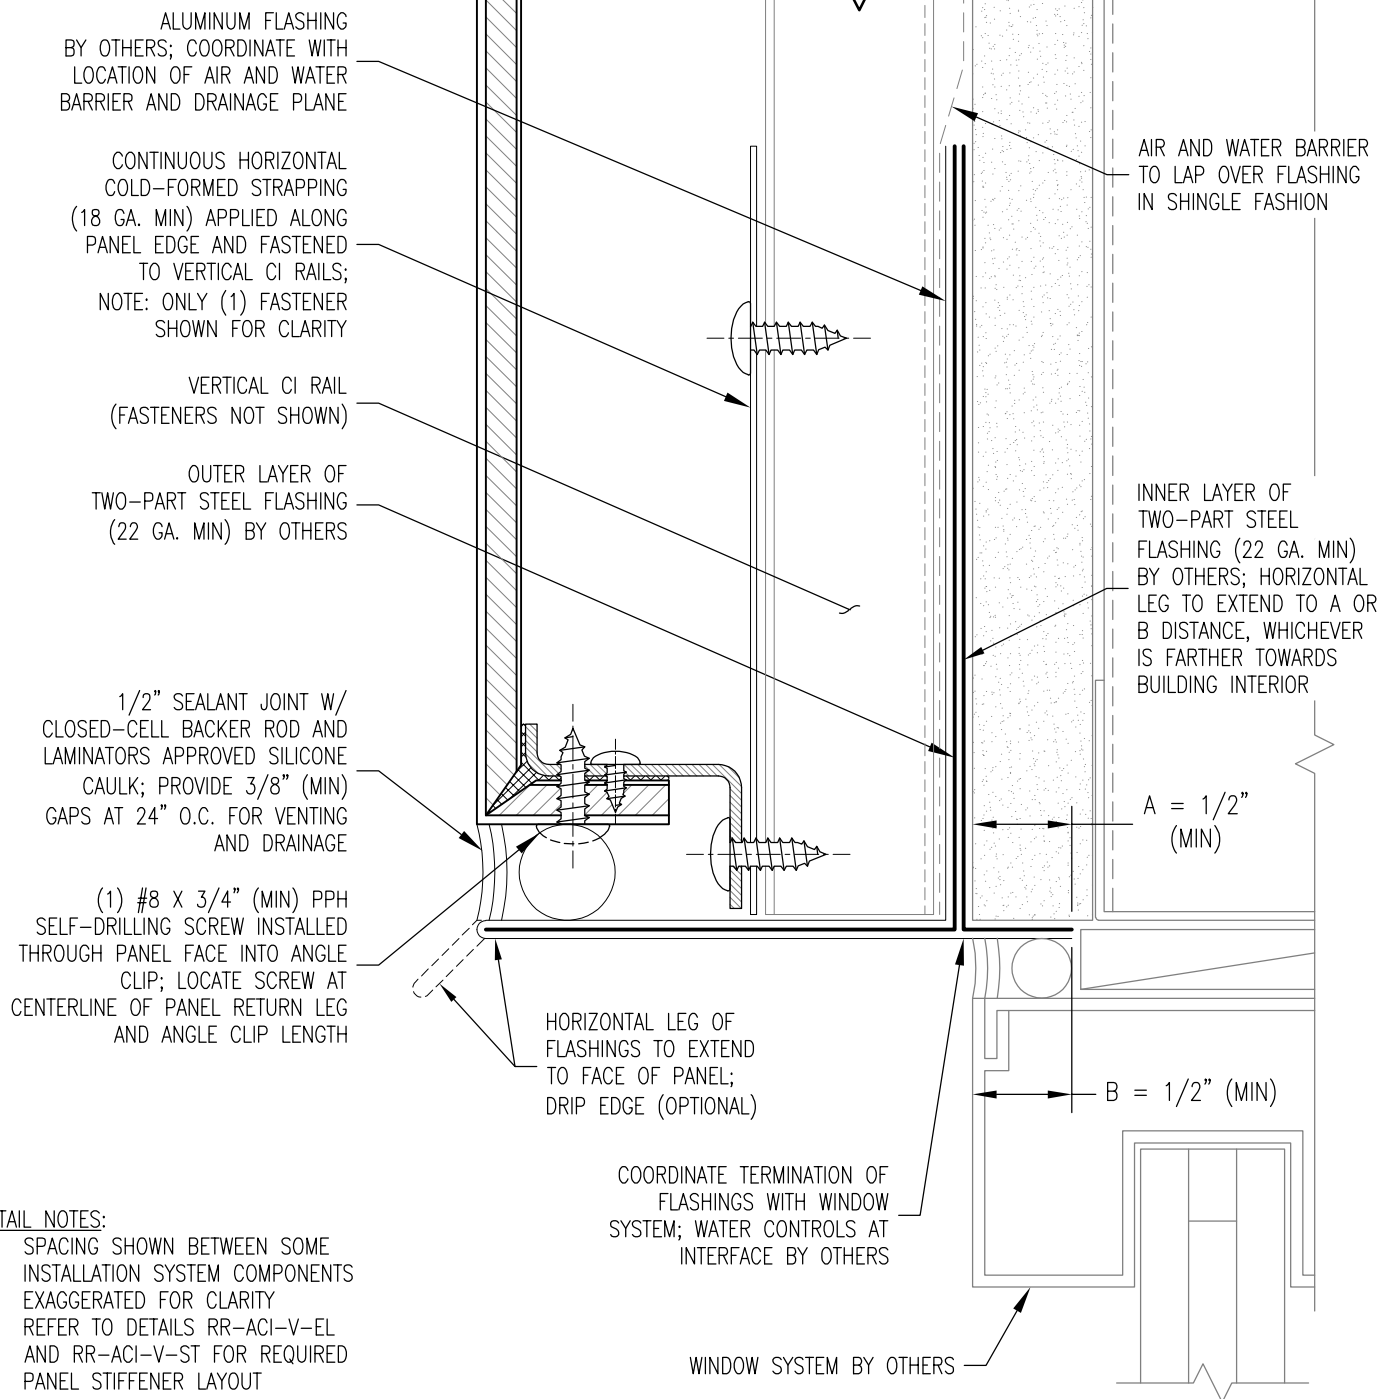 ALUMINUM FLASHING
BY OTHERS; COORDINATE WITH
LOCATION OF AIR AND WATER
BARRIER AND DRAINAGE PLANE
CONTINUOUS HORIZONTAL
COLD-FORMED STRAPPING
(18 GA. MIN) APPLIED ALONG
PANEL EDGE AND FASTENED
TO VERTICAL CI RAILS;
NOTE: ONLY (1) FASTENER
SHOWN FOR CLARITY
VERTICAL CI RAIL
(FASTENERS NOT SHOWN)
OUTER LAYER OF
TWO-PART STEEL FLASHING
(22 GA. MIN) BY OTHERS
1/2" SEALANT JOINT W/
CLOSED-CELL BACKER ROD AND
LAMINATORS APPROVED SILICONE
CAULK; PROVIDE 3/8" (MIN)
GAPS AT 24" O.C. FOR VENTING
AND DRAINAGE
(1) #8 X 3/4" (MIN) PPH
SELF-DRILLING SCREW INSTALLED
THROUGH PANEL FACE INTO ANGLE
CLIP; LOCATE SCREW AT
CENTERLINE OF PANEL RETURN LEG
AND ANGLE CLIP LENGTH
AIR AND WATER BARRIER
TO LAP OVER FLASHING
IN SHINGLE FASHION
INNER LAYER OF
TWO-PART STEEL
FLASHING (22 GA. MIN)
BY OTHERS; HORIZONTAL
LEG TO EXTEND TO A OR
B DISTANCE, WHICHEVER
IS FARTHER TOWARDS
BUILDING INTERIOR
A = 1/2"
(MIN)
B = 1/2" (MIN)
HORIZONTAL LEG OF
FLASHINGS TO EXTEND
TO FACE OF PANEL;
DRIP EDGE (OPTIONAL)
COORDINATE TERMINATION OF
FLASHINGS WITH WINDOW
SYSTEM; WATER CONTROLS AT
INTERFACE BY OTHERS
WINDOW SYSTEM BY OTHERS
TAIL NOTES:
SPACING SHOWN BETWEEN SOME
INSTALLATION SYSTEM COMPONENTS
EXAGGERATED FOR CLARITY
REFER TO DETAILS RR-ACI-V-EL
AND RR-ACI-V-ST FOR REQUIRED
PANEL STIFFENER LAYOUT